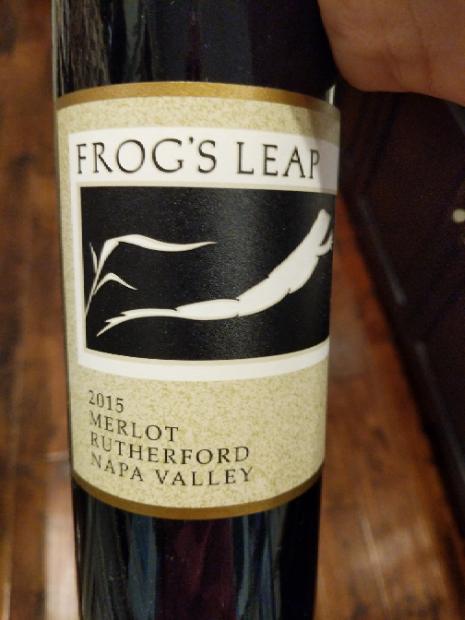 FROG'S LEAP
2015
MERLOT
RUTHERFORD
NAPA VALLEY